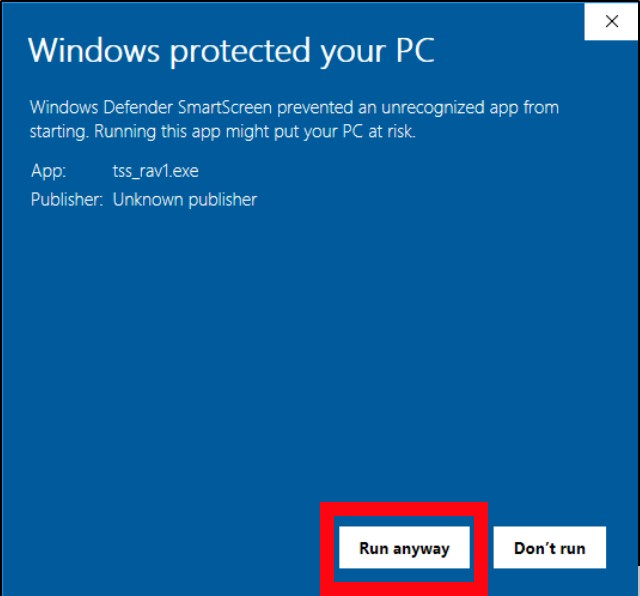 Windows protected your PC
Windows Defender SmartScreen prevented an unrecognized app from
starting. Running this app might put your PC at risk.
App: tss_rav1.exe
Publisher: Unknown publisher
Run anyway Don't run